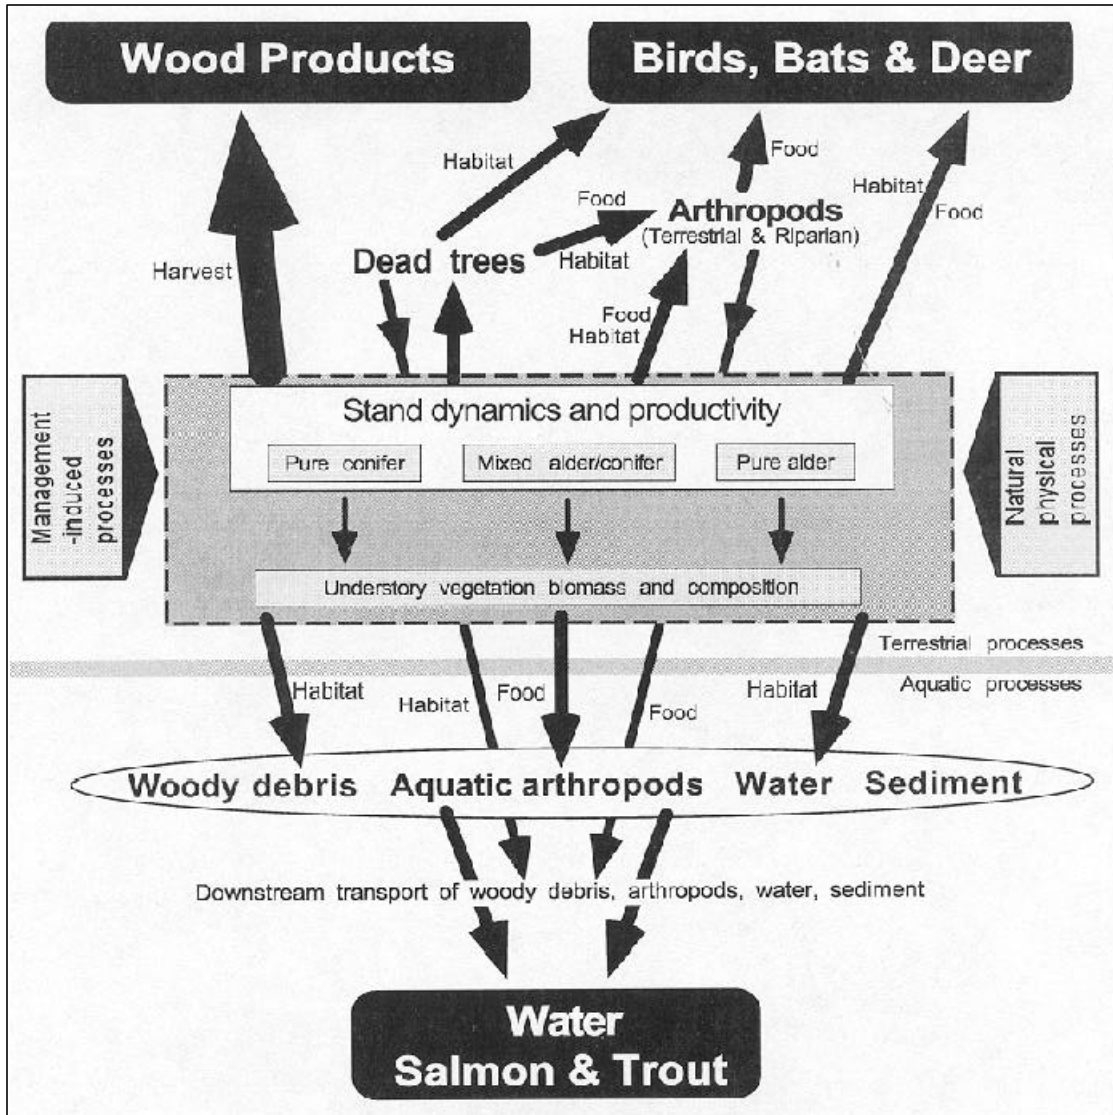 Wood Products
Birds, Bats & Deer
Habitat
Food
Habitat
Food
Food
Arthropods
(Terrestrial & Riparian)
Harvest
Dead trees
Habitat
Food
Habitat
Management
-induced
processes
Stand dynamics and productivity
Pure conifer
Mixed alder/conifer
Pure alder
Understory vegetation biomass and composition
Natural
physical
processes
Terrestrial processes
Aquatic processes
Habitat
Habitat
Food
Food
Habitat
Woody debris
Aquatic arthropods
Water
Sediment
Downstream transport of woody debris, arthropods, water, sediment
Water
Salmon & Trout